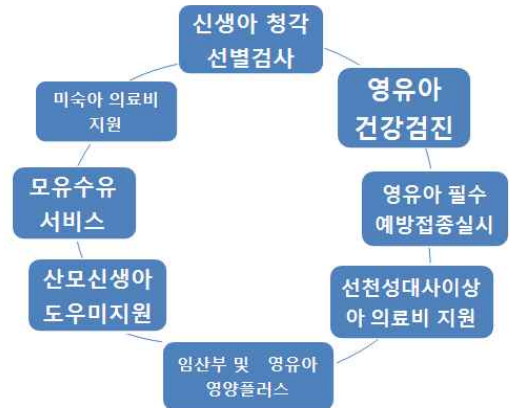 신생아 청각
선별검사
영유아
건강검진
영유아 필수
예방접종실시
선천성대사이상
아 의료비 지원
임산부 및 영유아
영양플러스
산모신생아
도우미지원
모유수유
서비스
미숙아 의료비
지원